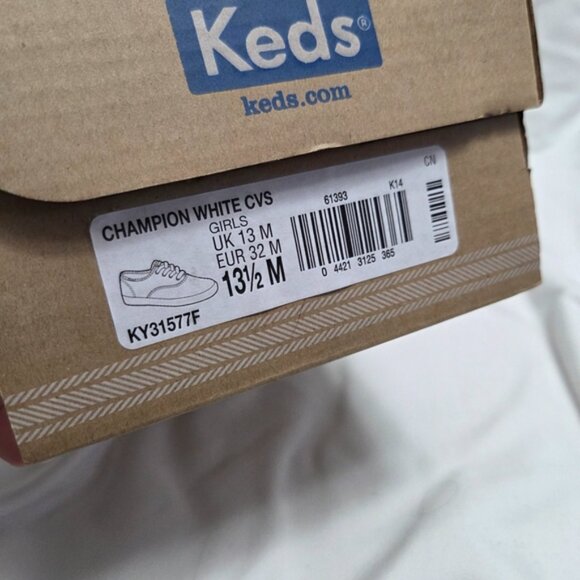 Keds®
keds.com
CHAMPION WHITE CVS
GIRLS
UK 13 M
EUR 32 M
13½ M
KY31577F
61393
K14
0 4421 3125 365
CN